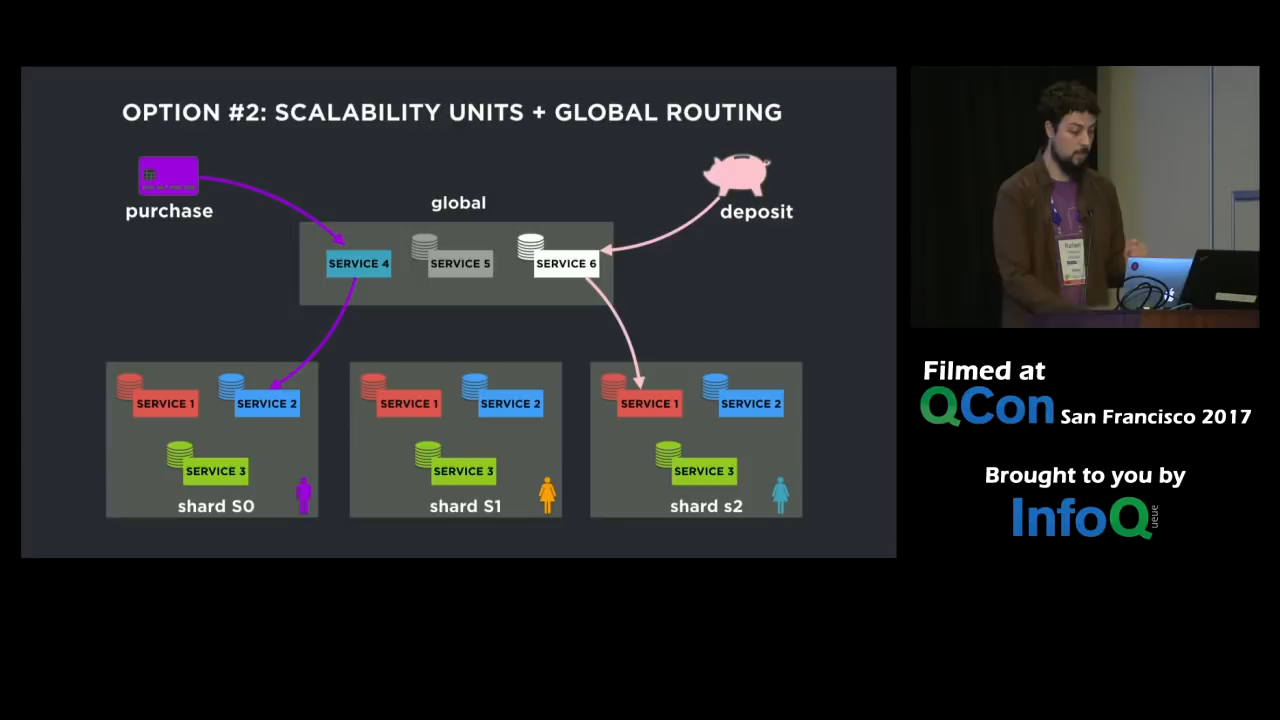 OPTION #2: SCALABILITY UNITS + GLOBAL ROUTING
purchase
global
deposit
SERVICE 4
SERVICE 5
SERVICE 6
SERVICE 1
SERVICE 2
SERVICE 3
shard S0
SERVICE 1
SERVICE 2
SERVICE 3
shard S1
SERVICE 1
SERVICE 2
SERVICE 3
shard s2
Filmed at
QCon San Francisco 2017
Brought to you by
InfoQ